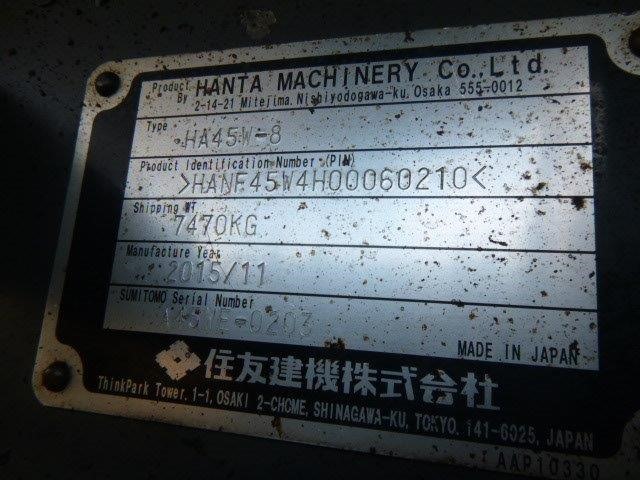 Product By HANTA MACHINERY Co.,Ltd.
2-14-21 Mitejima, Nishiyodogawa-ku, Osaka 555-0012
Type
HA45W-8
Product Identification Number (PIN)
>HANF45W4H00060210<
Shipping WT
7470KG
Manufacture Year
2015/11
SUMITOMO Serial Number
MADE IN JAPAN
住友建機株式会社
ThinkPark Tower. 1-1, OSAKI 2-CHOME, SHINAGAWA-KU, TOKYO. 141-6025, JAPAN
AAP10330